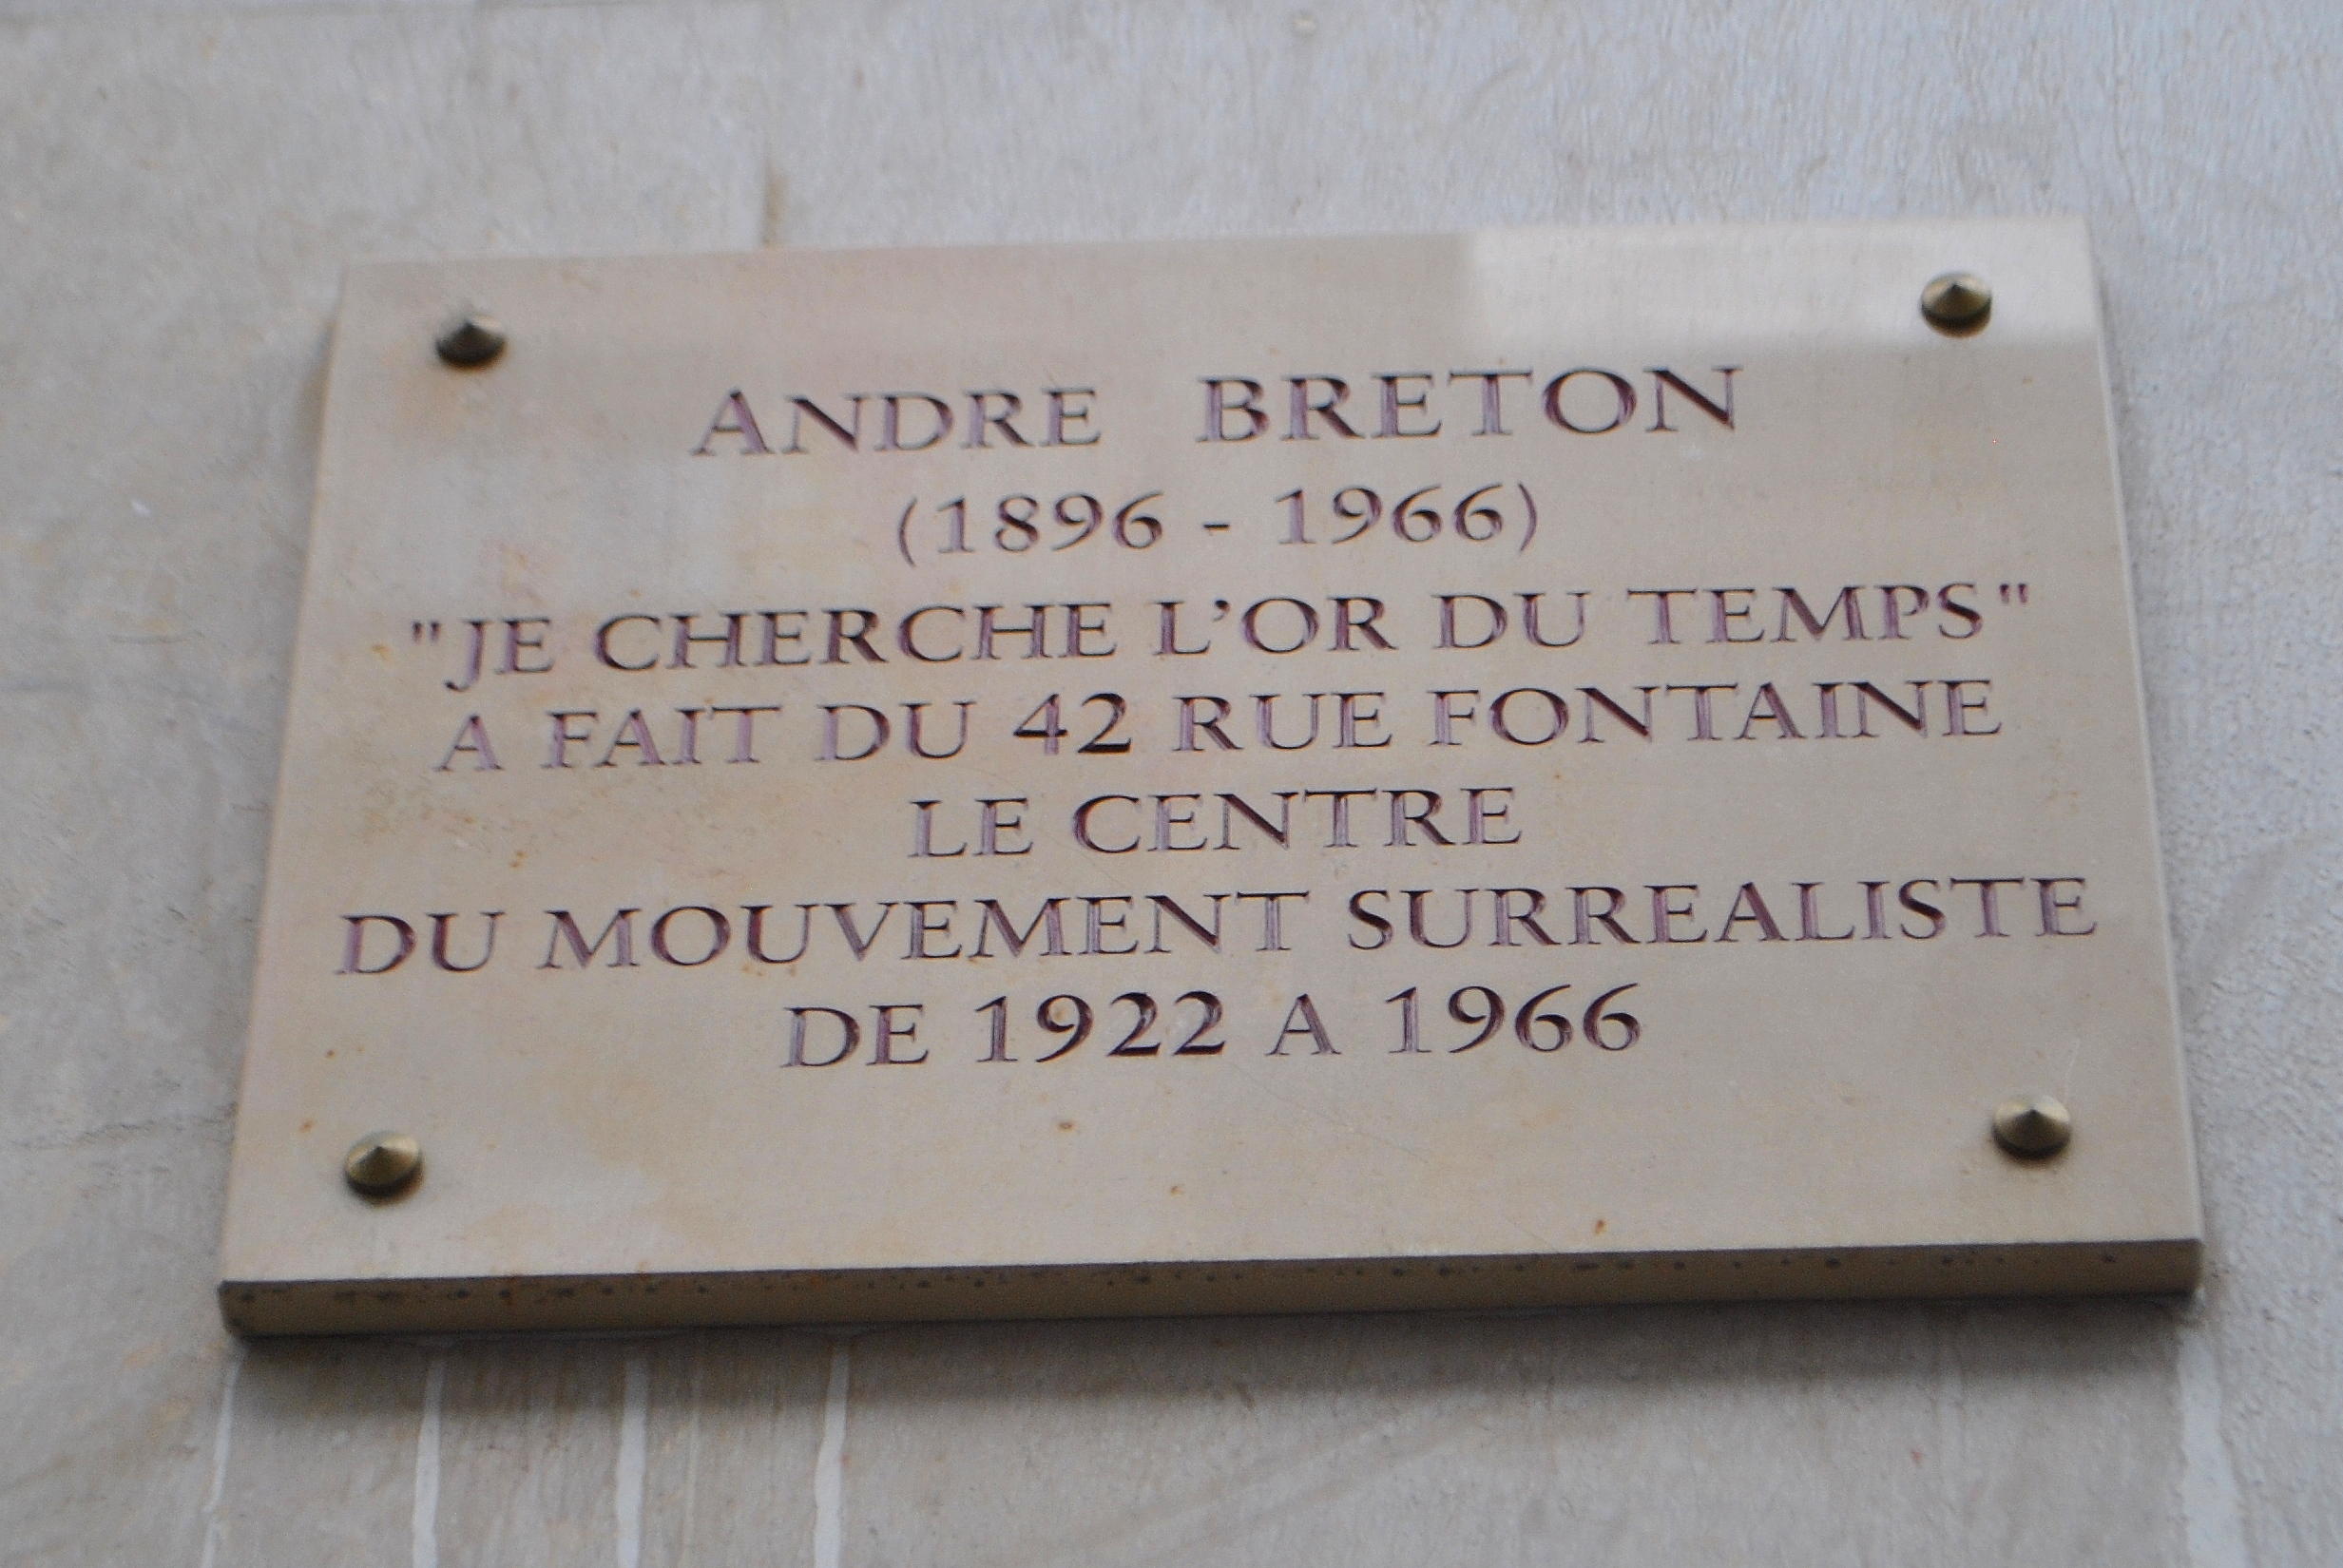 ANDRE BRETON
(1896 - 1966)
"JE CHERCHE L'OR DU TEMPS"
A FAIT DU 42 RUE FONTAINE
LE CENTRE
DU MOUVEMENT SURREALISTE
DE 1922 A 1966